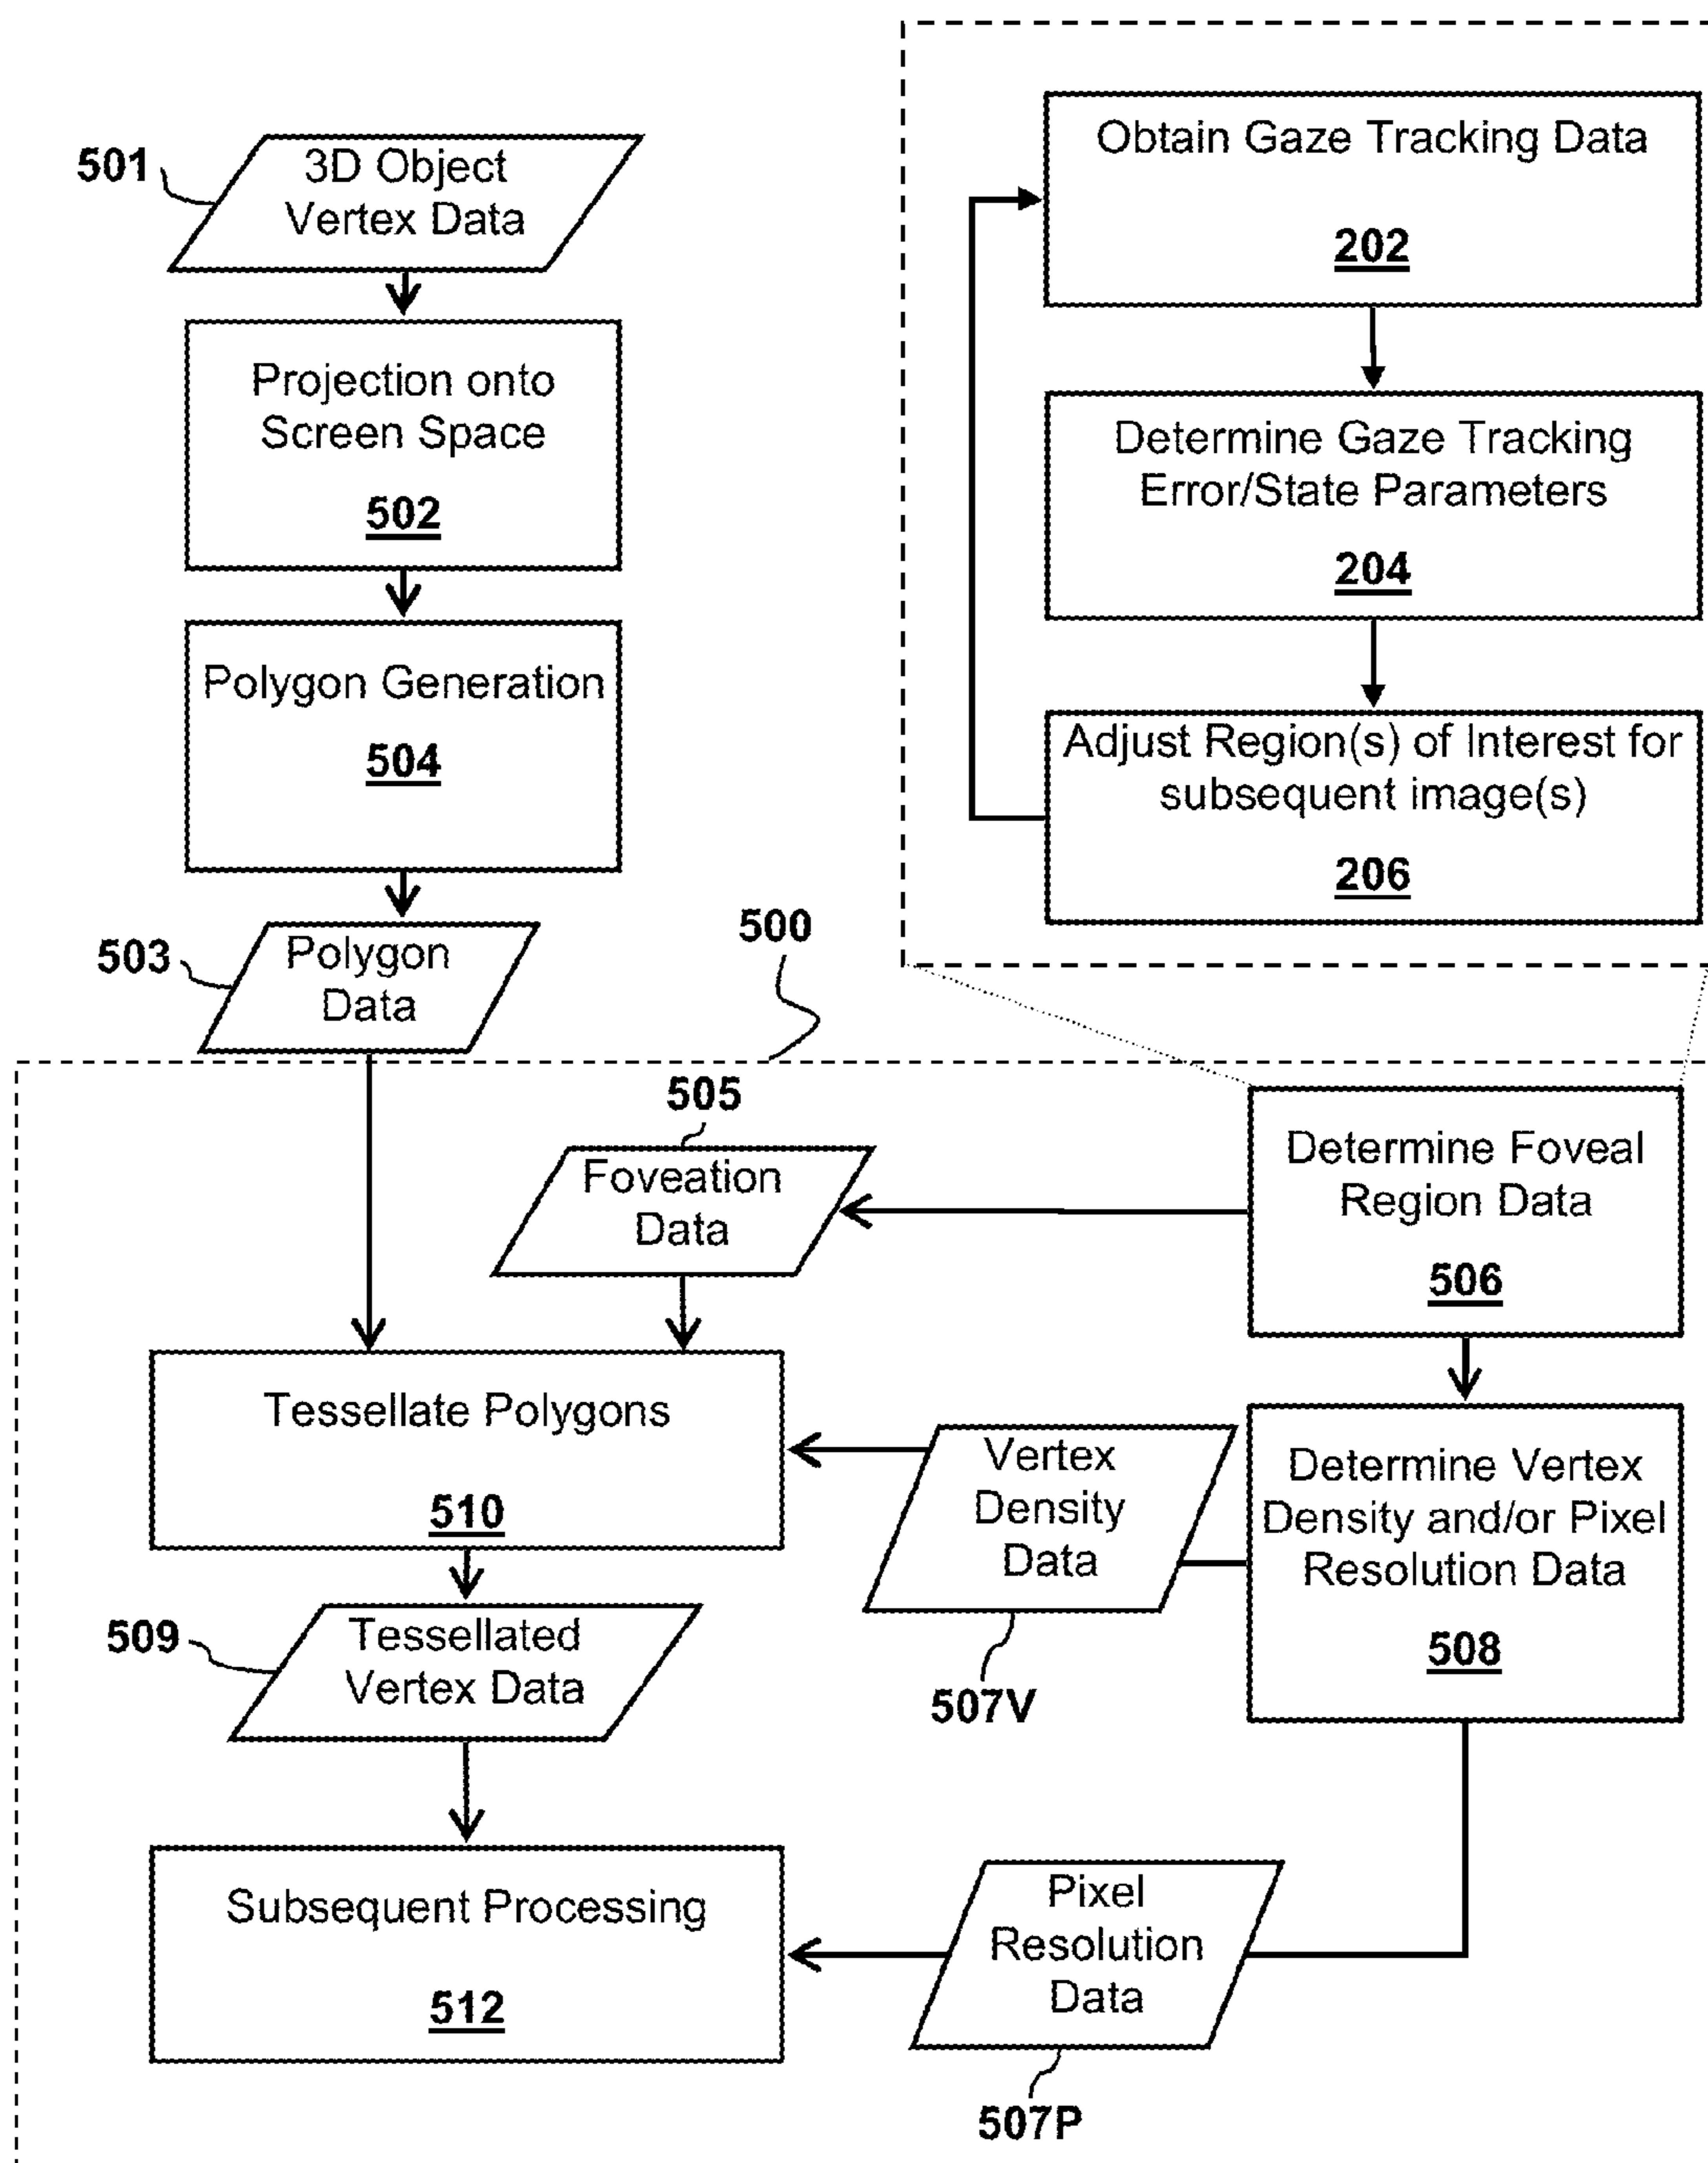 501
3D Object
Vertex Data
Projection onto
Screen Space
502
Polygon Generation
504
503
Polygon
Data
500
Obtain Gaze Tracking Data
202
Determine Gaze Tracking
Error/State Parameters
204
Adjust Region(s) of Interest for
subsequent image(s)
206
505
Foveation
Data
Determine Foveal
Region Data
506
Tessellate Polygons
510
Vertex
Density
Data
507V
Determine Vertex
Density and/or Pixel
Resolution Data
508
509
Tessellated
Vertex Data
Subsequent Processing
512
Pixel
Resolution
Data
507P